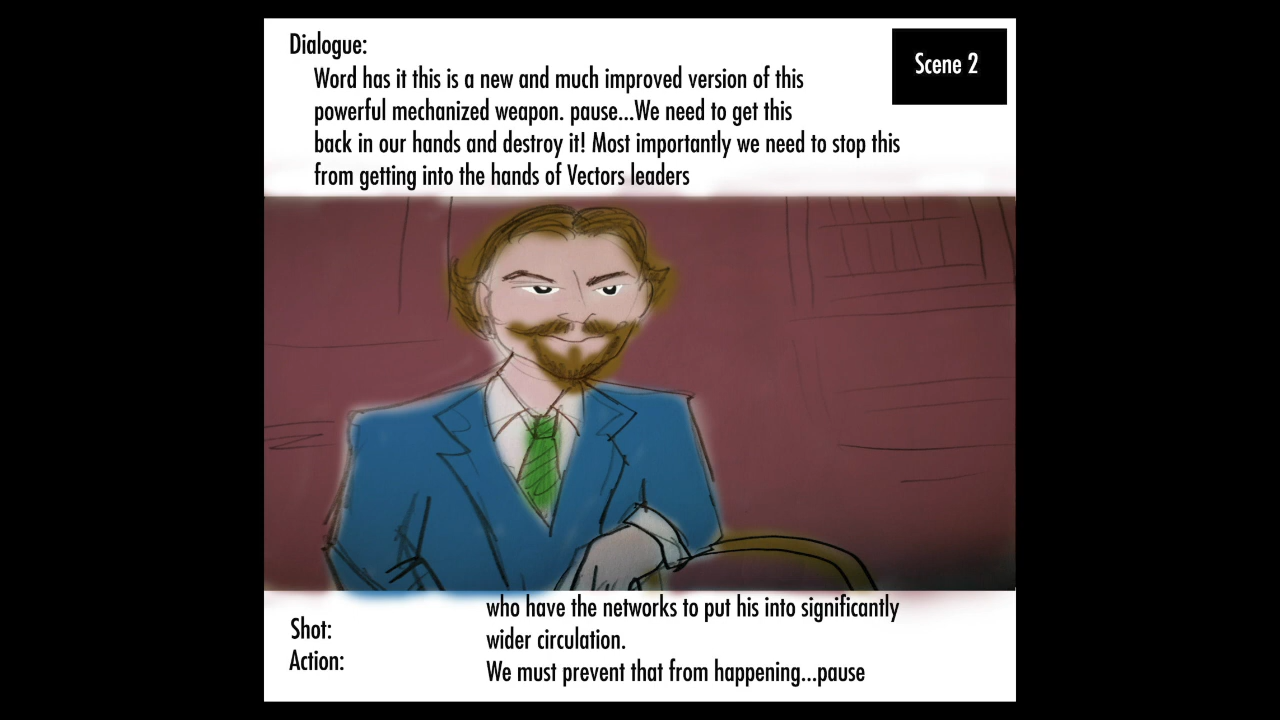 Dialogue:
Scene 2
Word has it this is a new and much improved version of this
powerful mechanized weapon. pause...We need to get this
back in our hands and destroy it! Most importantly we need to stop this
from getting into the hands of Vectors leaders
who have the networks to put his into significantly
wider circulation.
We must prevent that from happening...pause
Shot:
Action: